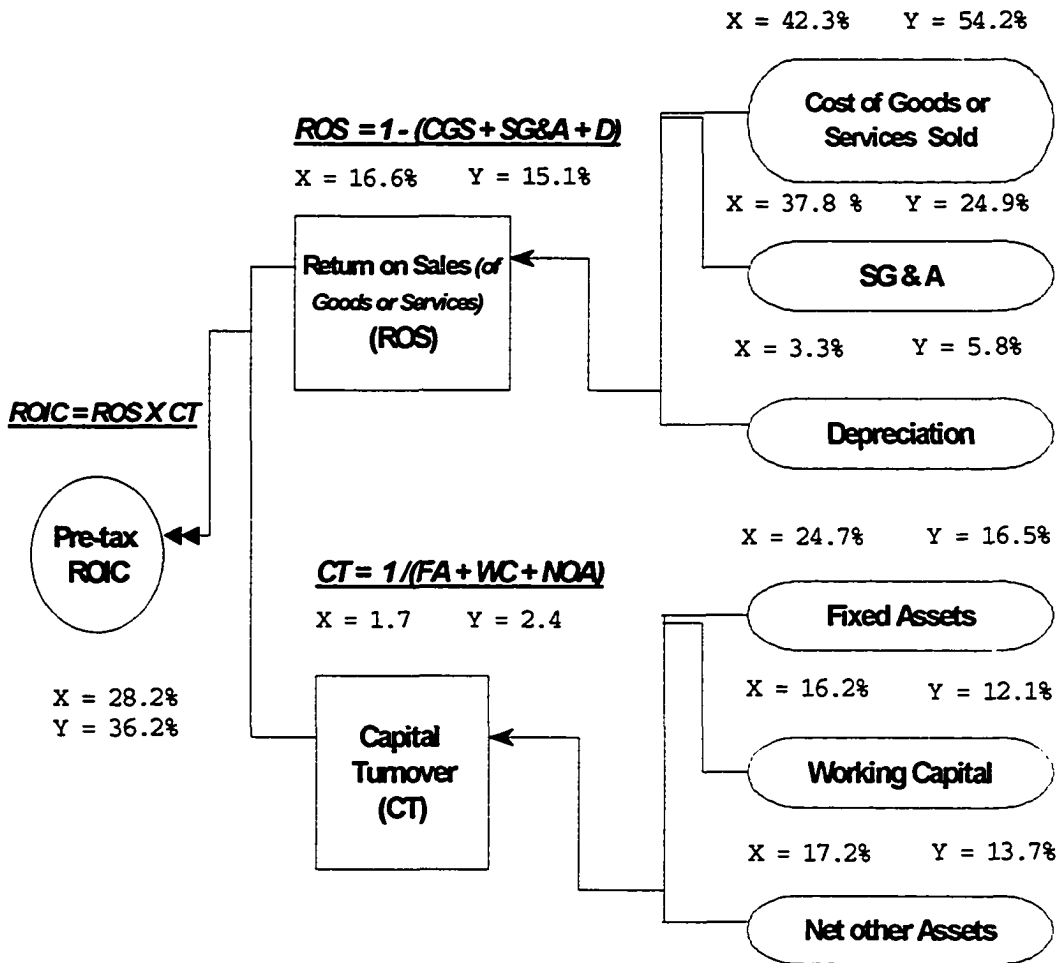 X = 42.3% Y = 54.2%
Cost of Goods or
Services Sold
ROS = 1 - (CGS + SG&A + D)
X = 16.6% Y = 15.1%
X = 37.8 % Y = 24.9%
Return on Sales (of
Goods or Services)
(ROS)
SG & A
X = 3.3% Y = 5.8%
ROIC = ROS X CT
Depreciation
Pre-tax
ROIC
X = 24.7% Y = 16.5%
CT = 1 /(FA + WC + NOA)
X = 1.7 Y = 2.4
Fixed Assets
X = 28.2%
Y = 36.2%
X = 16.2% Y = 12.1%
Capital
Turnover
(CT)
Working Capital
X = 17.2% Y = 13.7%
Net other Assets